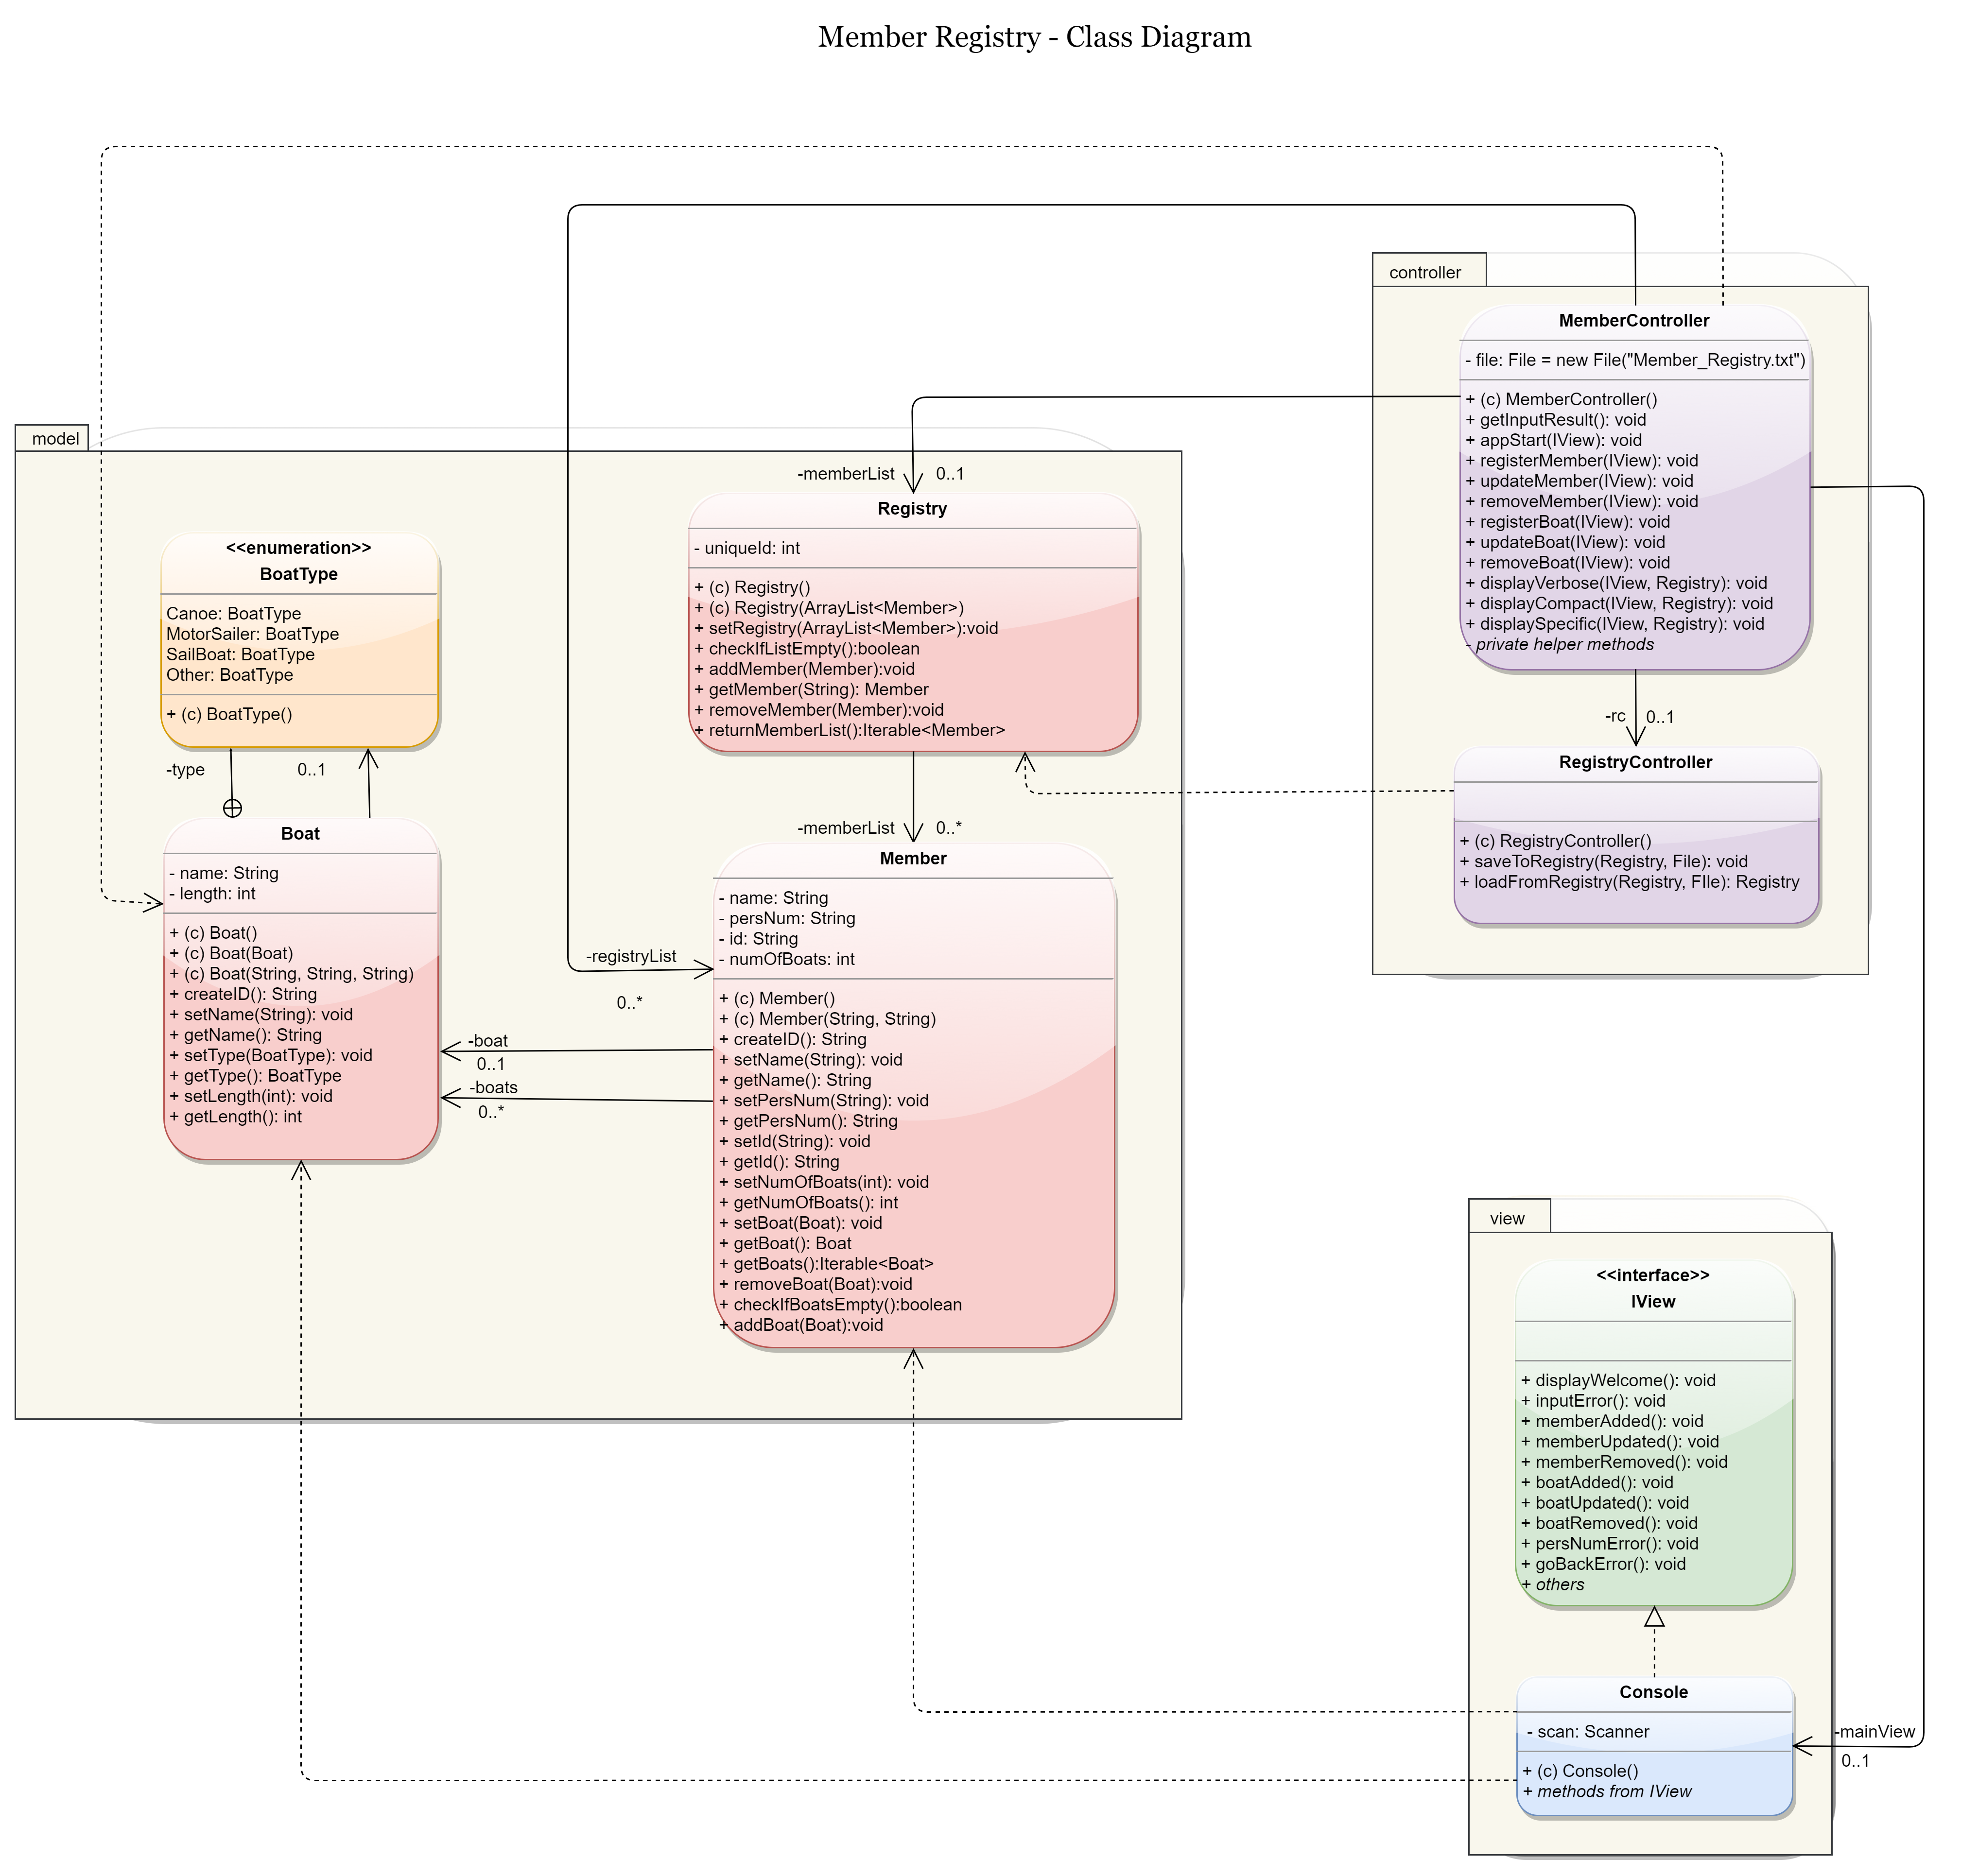 Member Registry - Class Diagram
controller
MemberController
- file: File = new File("Member_Registry.txt")
+ (c) MemberController()
+ getInputResult(): void
+ appStart(IView): void
+ registerMember(IView): void
+ updateMember(IView): void
+ removeMember(IView): void
+ registerBoat(IView): void
+ updateBoat(IView): void
+ removeBoat(IView): void
+ displayVerbose(IView, Registry): void
+ displayCompact(IView, Registry): void
+ displaySpecific(IView, Registry): void
- private helper methods
-rc 0..1
RegistryController
+ (c) RegistryController()
+ saveToRegistry(Registry, File): void
+ loadFromRegistry(Registry, FIle): Registry
model
-memberList 0..1
Registry
- uniqueId: int
+ (c) Registry()
+ (c) Registry(ArrayList<Member>)
+ setRegistry(ArrayList<Member>):void
+ checkIfListEmpty():boolean
+ addMember(Member):void
+ getMember(String): Member
+ removeMember(Member):void
+ returnMemberList():Iterable<Member>
<<enumeration>>
BoatType
Canoe: BoatType
MotorSailer: BoatType
SailBoat: BoatType
Other: BoatType
+ (c) BoatType()
-type 0..1
Boat
- name: String
- length: int
+ (c) Boat()
+ (c) Boat(Boat)
+ (c) Boat(String, String, String)
+ createID(): String
+ setName(String): void
+ getName(): String
+ setType(BoatType): void
+ getType(): BoatType
+ setLength(int): void
+ getLength(): int
-memberList 0..*
Member
- name: String
- persNum: String
- id: String
- numOfBoats: int
+ (c) Member()
+ (c) Member(String, String)
+ createID(): String
+ setName(String): void
+ getName(): String
+ setPersNum(String): void
+ getPersNum(): String
+ setId(String): void
+ getId(): String
+ setNumOfBoats(int): void
+ getNumOfBoats(): int
+ setBoat(Boat): void
+ getBoat(): Boat
+ getBoats():Iterable<Boat>
+ removeBoat(Boat):void
+ checkIfBoatsEmpty():boolean
+ addBoat(Boat):void
-registryList
0..*
-boat
0..1
-boats
0..*
view
<<interface>>
IView
+ displayWelcome(): void
+ inputError(): void
+ memberAdded(): void
+ memberUpdated(): void
+ memberRemoved(): void
+ boatAdded(): void
+ boatUpdated(): void
+ boatRemoved(): void
+ persNumError(): void
+ goBackError(): void
+ others
Console
- scan: Scanner
+ (c) Console()
+ methods from IView
-mainView
0..1